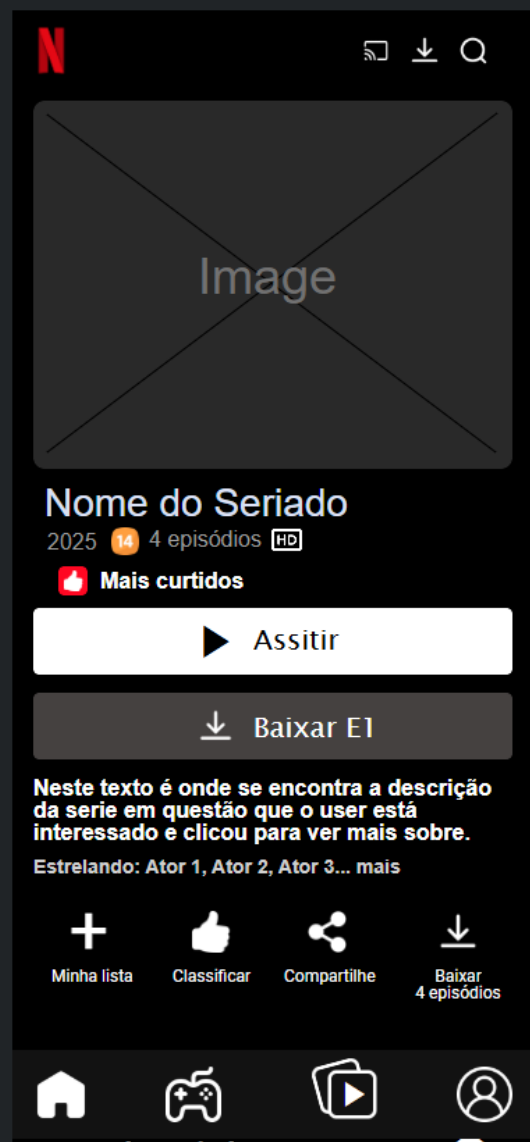 N
Image
Nome do Seriado
2025 14 4 episódios HD
Mais curtidos
Assitir
Baixar E1
Neste texto é onde se encontra a descrição
da serie em questão que o user está
interessado e clicou para ver mais sobre.
Estrelando: Ator 1, Ator 2, Ator 3... mais
Minha lista Classificar Compartilhe Baixar
4 episódios